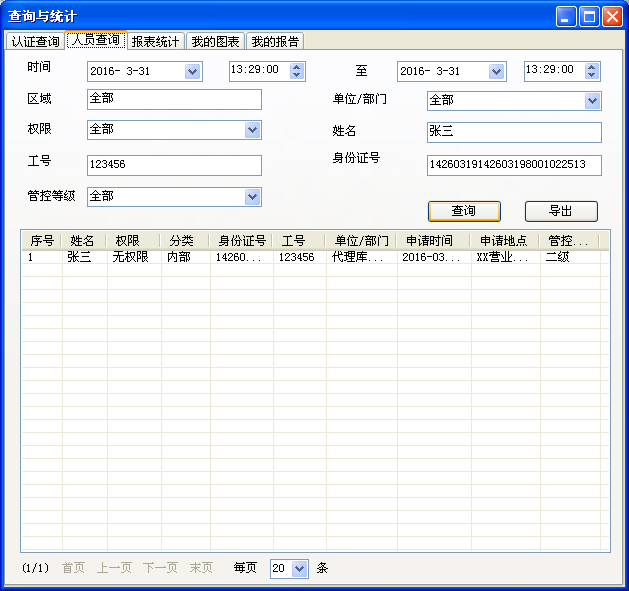 查询与统计
认证查询 人员查询 报表统计 我的图表 我的报告
时间 2016- 3-31 13:29:00 至 2016- 3-31 13:29:00
区域 全部 单位/部门 全部
权限 全部 姓名 张三
工号 123456 身份证号 14260319142603198001022513
管控等级 全部
查询 导出
序号 姓名 权限 分类 身份证号 工号 单位/部门 申请时间 申请地点 管控...
1 张三 无权限 内部 14260... 123456 代理库... 2016-03... XX营业... 二级
(1/1) 首页 上一页 下一页 末页 每页 20 条